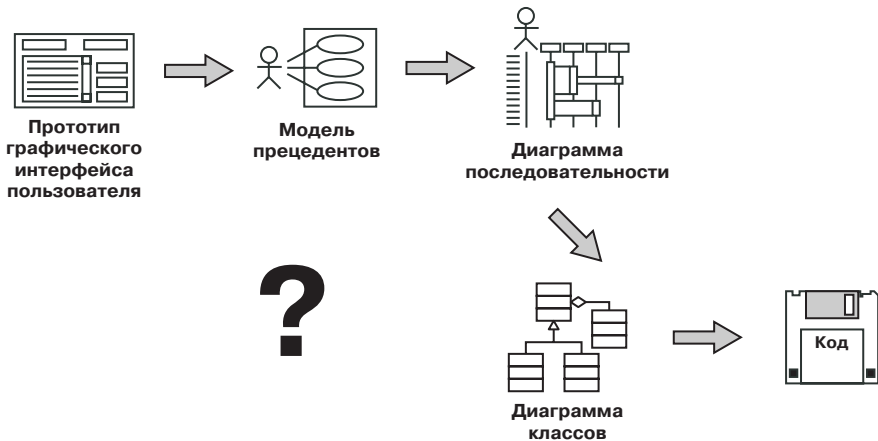 Прототип
графического
интерфейса
пользователя
Модель
прецедентов
Диаграмма
последовательности
?
Код
Диаграмма
классов